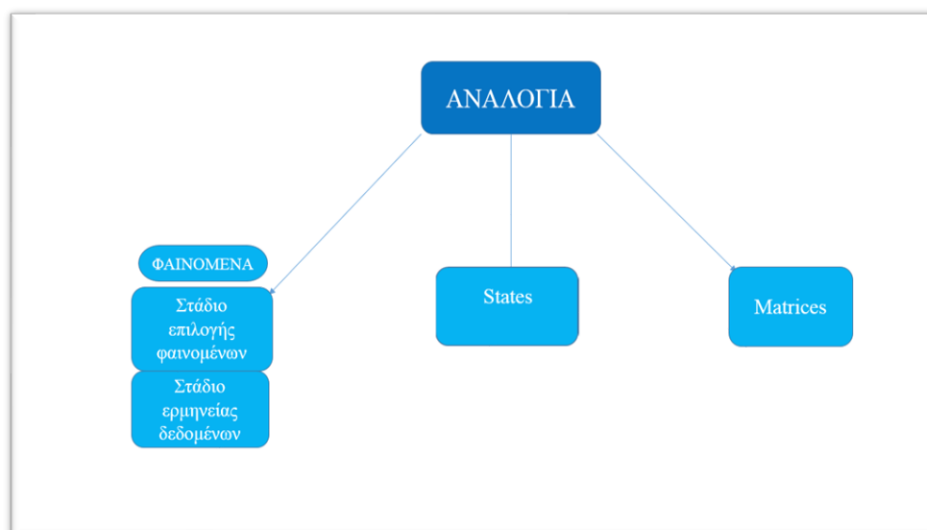 ΑΝΑΛΟΓΙΑ
ΦΑΙΝΟΜΕΝΑ
Στάδιο
επιλογής
φαινομένων
Στάδιο
ερμηνείας
δεδομένων
States
Matrices